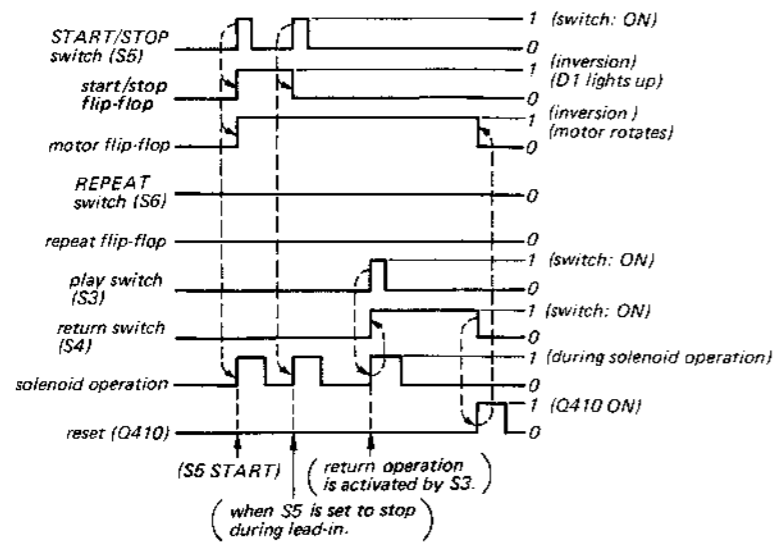 START/STOP
switch (S5)
1 (switch: ON)
0
start/stop
flip-flop
1 (inversion)
(D1 lights up)
0
motor flip-flop
1 (inversion)
(motor rotates)
0
REPEAT
switch (S6)
0
repeat flip-flop
0
play switch
(S3)
1 (switch: ON)
0
return switch
(S4)
1 (switch: ON)
0
solenoid operation
1 (during solenoid operation)
0
reset (Q410)
1 (Q410 ON)
0
(S5 START)
(return operation
is activated by S3.)
(when S5 is set to stop
during lead-in.)